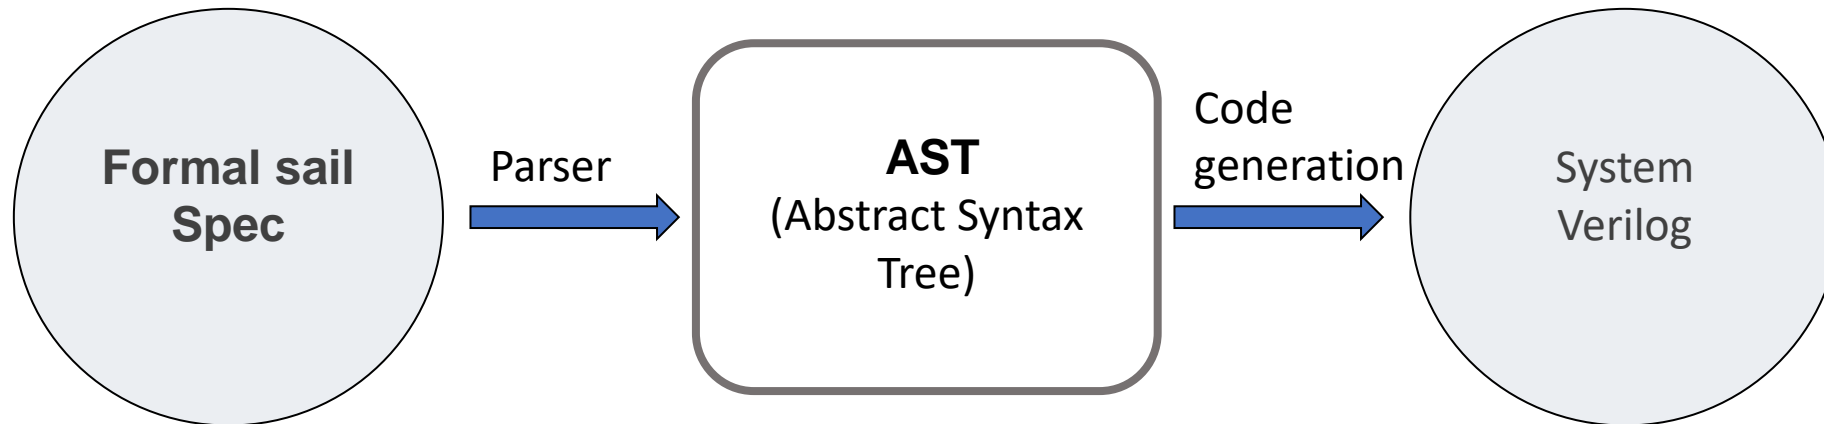 Formal sail
Spec
Parser
AST
(Abstract Syntax
Tree)
Code
generation
System
Verilog